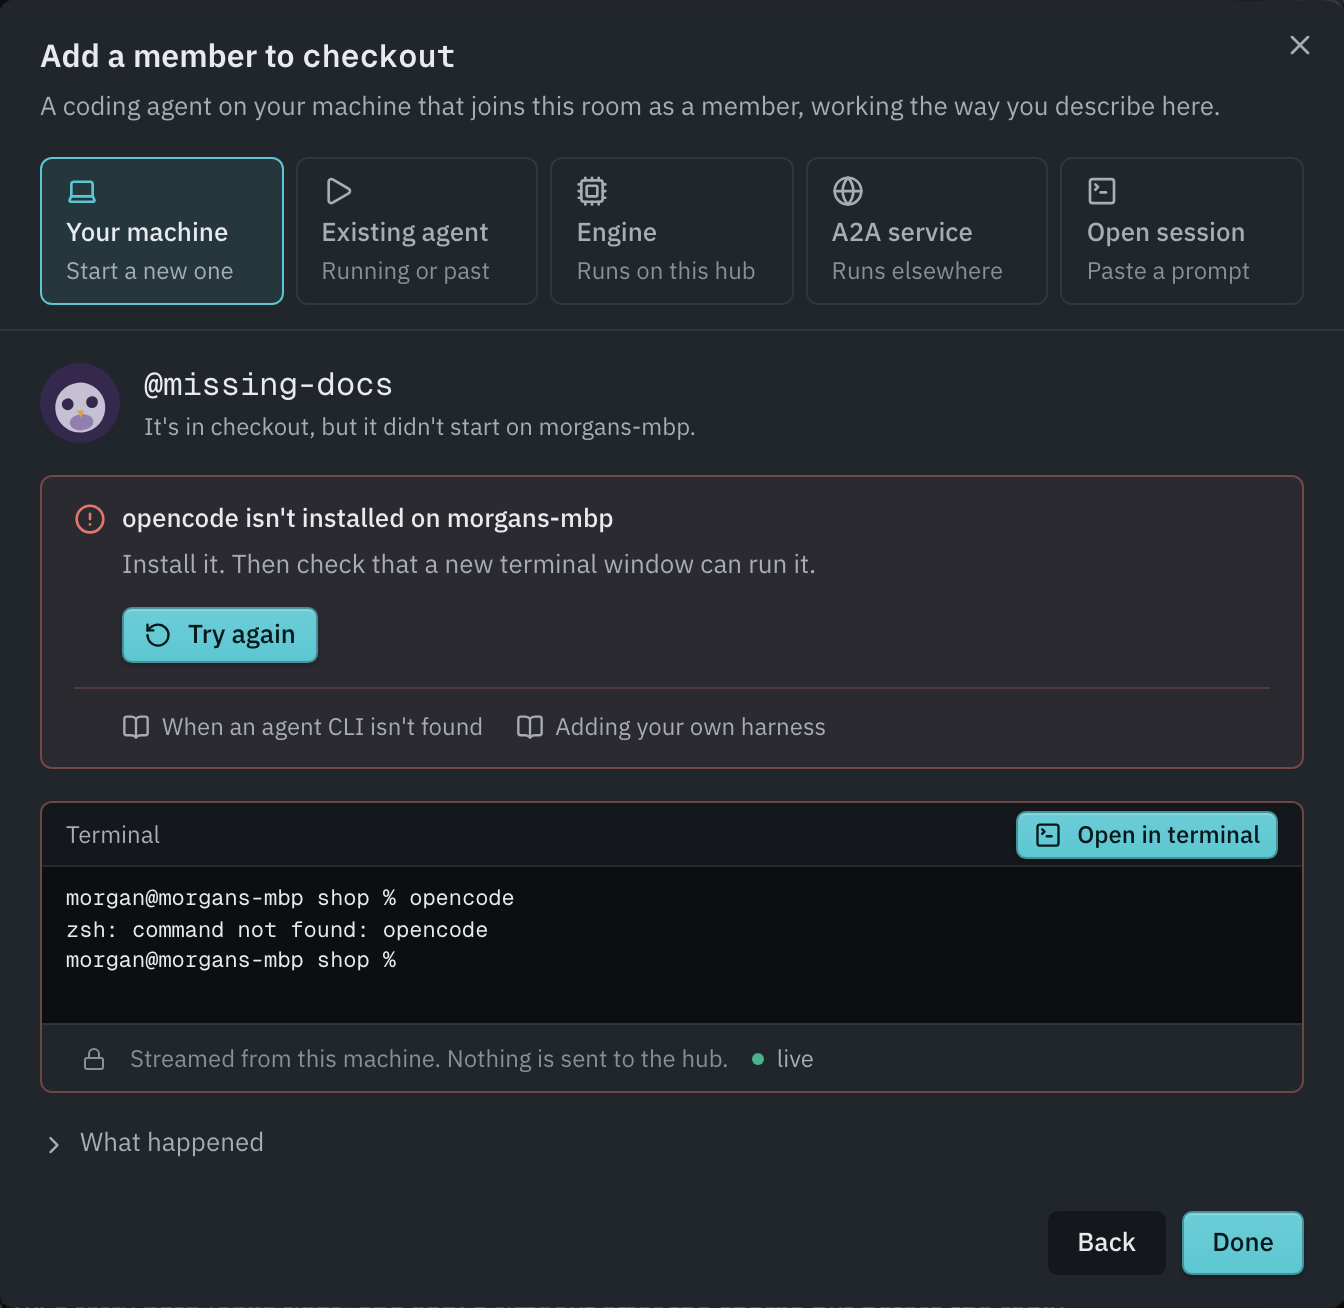 Add a member to checkout
A coding agent on your machine that joins this room as a member, working the way you describe here.
Your machine
Start a new one
Existing agent
Running or past
Engine
Runs on this hub
A2A service
Runs elsewhere
Open session
Paste a prompt
@missing-docs
It's in checkout, but it didn't start on morgans-mbp.
opencode isn't installed on morgans-mbp
Install it. Then check that a new terminal window can run it.
Try again
When an agent CLI isn't found
Adding your own harness
Terminal
Open in terminal
morgan@morgans-mbp shop % opencode
zsh: command not found: opencode
morgan@morgans-mbp shop %
Streamed from this machine. Nothing is sent to the hub.
live
What happened
Back
Done